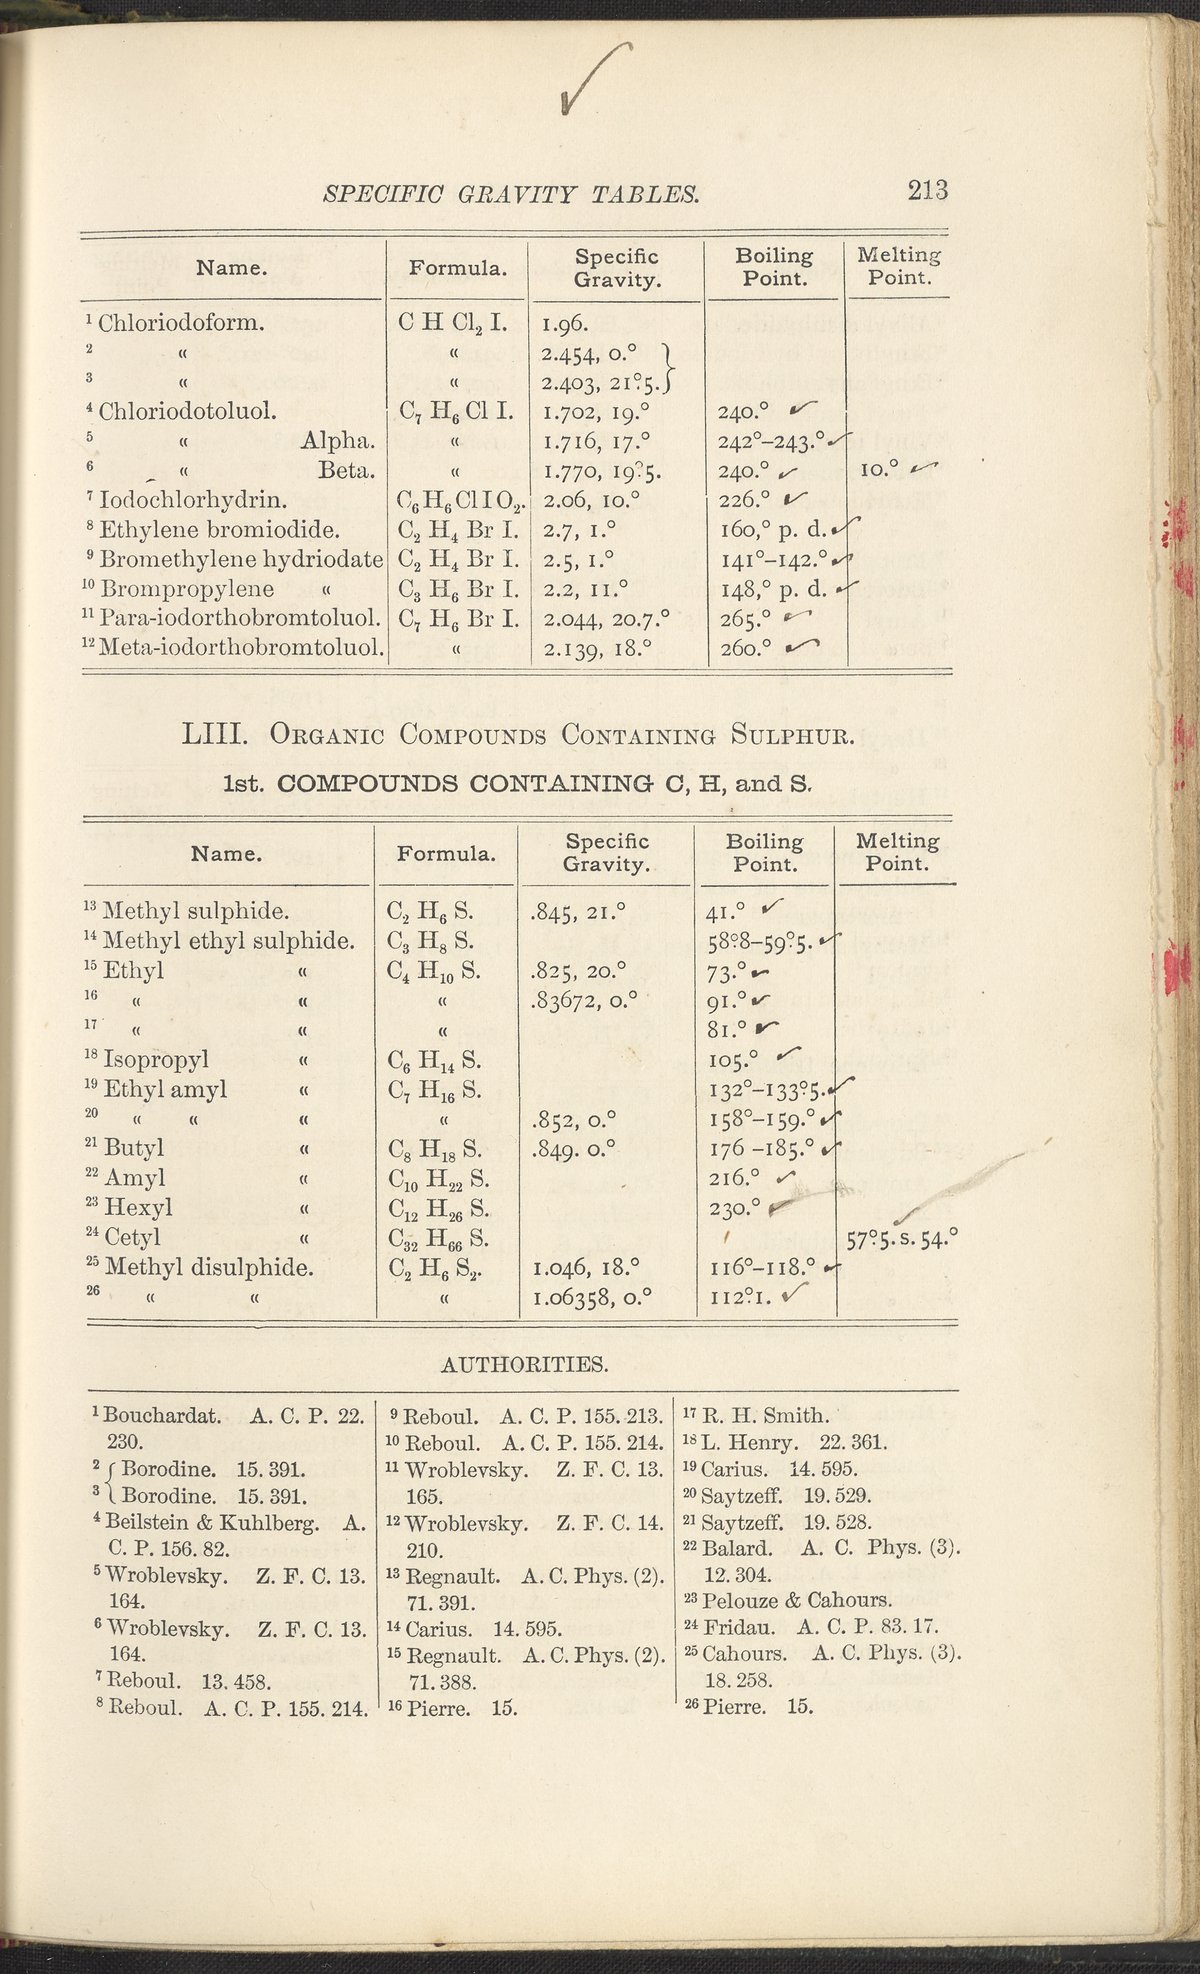 SPECIFIC GRAVITY TABLES. 213
Name. Formula. Specific Gravity. Boiling Point. Melting Point.
¹ Chloriodoform. C H Cl₂ I. 1.96.
² « « 2.454, 0.°
³ « « 2.403, 21°.5. }
⁴ Chloriodotoluol. C₇ H₆ Cl I. 1.702, 19.° 240.° ✓
⁵ « Alpha. « 1.716, 17.° 242°–243.° ✓
⁶ « Beta. « 1.770, 19°.5. 240.° ✓ 10.° ✓
⁷ Iodochlorhydrin. C₆ H₆ Cl I O₂. 2.06, 10.° 226.° ✓
⁸ Ethylene bromiodide. C₂ H₄ Br I. 2.7, 1.° 160,° p. d. ✓
⁹ Bromethylene hydriodate C₂ H₄ Br I. 2.5, 1.° 141°–142.° ✓
¹⁰ Brompropylene « C₃ H₆ Br I. 2.2, 11.° 148,° p. d. ✓
¹¹ Para-iodorthobromtoluol. C₇ H₆ Br I. 2.044, 20.7.° 265.° ✓
¹² Meta-iodorthobromtoluol. « 2.139, 18.° 260.° ✓
LIII. ORGANIC COMPOUNDS CONTAINING SULPHUR.
1st. COMPOUNDS CONTAINING C, H, and S.
Name. Formula. Specific Gravity. Boiling Point. Melting Point.
¹³ Methyl sulphide. C₂ H₆ S. .845, 21.° 41.° ✓
¹⁴ Methyl ethyl sulphide. C₃ H₈ S. 58°.8–59°.5. ✓
¹⁵ Ethyl « C₄ H₁₀ S. .825, 20.° 73.° ✓
¹⁶ « « « .83672, 0.° 91.° ✓
¹⁷ « « « 81.° ✓
¹⁸ Isopropyl « C₆ H₁₄ S. 105.° ✓
¹⁹ Ethyl amyl « C₇ H₁₆ S. 132°–133°.5. ✓
²⁰ « « « « .852, 0.° 158°–159.° ✓
²¹ Butyl « C₈ H₁₈ S. .849. 0.° 176 –185.° ✓
²² Amyl « C₁₀ H₂₂ S. 216.° ✓
²³ Hexyl « C₁₂ H₂₆ S. 230.° ✓
²⁴ Cetyl « C₃₂ H₆₆ S. 57°.5. s. 54.°
²⁵ Methyl disulphide. C₂ H₆ S₂. 1.046, 18.° 116°–118.° ✓
²⁶ « « « 1.06358, 0.° 112°.1. ✓
AUTHORITIES.
¹ Bouchardat. A. C. P. 22.
230.
² { Borodine. 15. 391.
³ { Borodine. 15. 391.
⁴ Beilstein & Kuhlberg. A.
C. P. 156. 82.
⁵ Wroblevsky. Z. F. C. 13.
164.
⁶ Wroblevsky. Z. F. C. 13.
164.
⁷ Reboul. 13. 458.
⁸ Reboul. A. C. P. 155. 214.
⁹ Reboul. A. C. P. 155. 213.
¹⁰ Reboul. A. C. P. 155. 214.
¹¹ Wroblevsky. Z. F. C. 13.
165.
¹² Wroblevsky. Z. F. C. 14.
210.
¹³ Regnault. A. C. Phys. (2).
71. 391.
¹⁴ Carius. 14. 595.
¹⁵ Regnault. A. C. Phys. (2).
71. 388.
¹⁶ Pierre. 15.
¹⁷ R. H. Smith.
¹⁸ L. Henry. 22. 361.
¹⁹ Carius. 14. 595.
²⁰ Saytzeff. 19. 529.
²¹ Saytzeff. 19. 528.
²² Balard. A. C. Phys. (3).
12. 304.
²³ Pelouze & Cahours.
²⁴ Fridau. A. C. P. 83. 17.
²⁵ Cahours. A. C. Phys. (3).
18. 258.
²⁶ Pierre. 15.